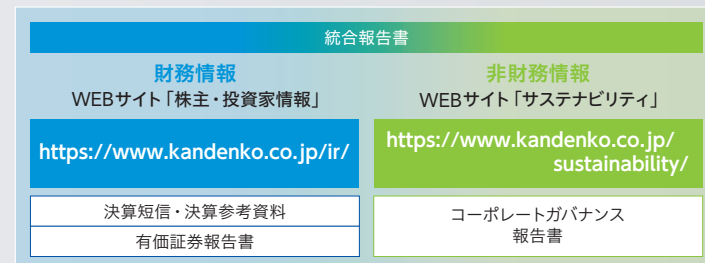 統合報告書
財務情報
WEBサイト「株主・投資家情報」
https://www.kandenko.co.jp/ir/
決算短信・決算参考資料
有価証券報告書
非財務情報
WEBサイト「サステナビリティ」
https://www.kandenko.co.jp/
sustainability/
コーポレートガバナンス
報告書